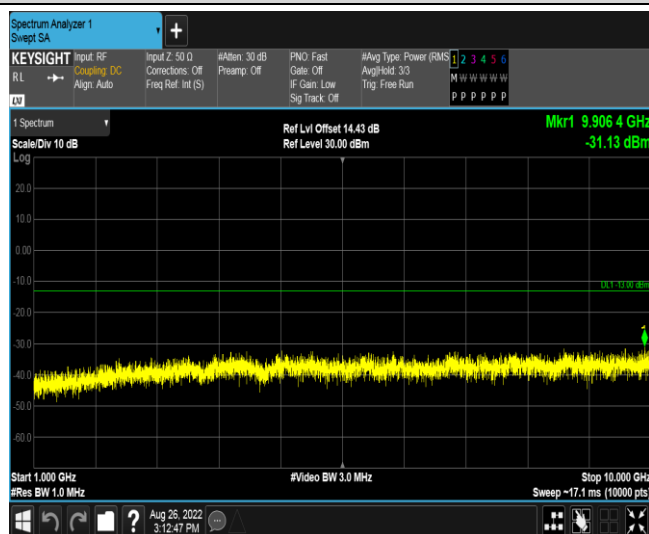 Spectrum Analyzer 1
Swept SA
+
KEYSIGHT
RL
LXI
Input: RF
Coupling: DC
Align: Auto
Input Z: 50 Ω
Corrections: Off
Freq Ref: Int (S)
#Atten: 30 dB
Preamp: Off
PNO: Fast
Gate: Off
IF Gain: Low
Sig Track: Off
#Avg Type: Power (RMS
Avg|Hold: 3/3
Trig: Free Run
1 2 3 4 5 6
M W W W W W
P P P P P P
1 Spectrum
Scale/Div 10 dB
Log
Ref Lvl Offset 14.43 dB
Ref Level 30.00 dBm
Mkr1 9.906 4 GHz
-31.13 dBm
20.0
10.0
0.00
-10.0
DL1 -13.00 dBm
-20.0
-30.0
1
-40.0
-50.0
-60.0
Start 1.000 GHz
#Res BW 1.0 MHz
#Video BW 3.0 MHz
Stop 10.000 GHz
Sweep ~17.1 ms (10000 pts)
?
Aug 26, 2022
3:12:47 PM